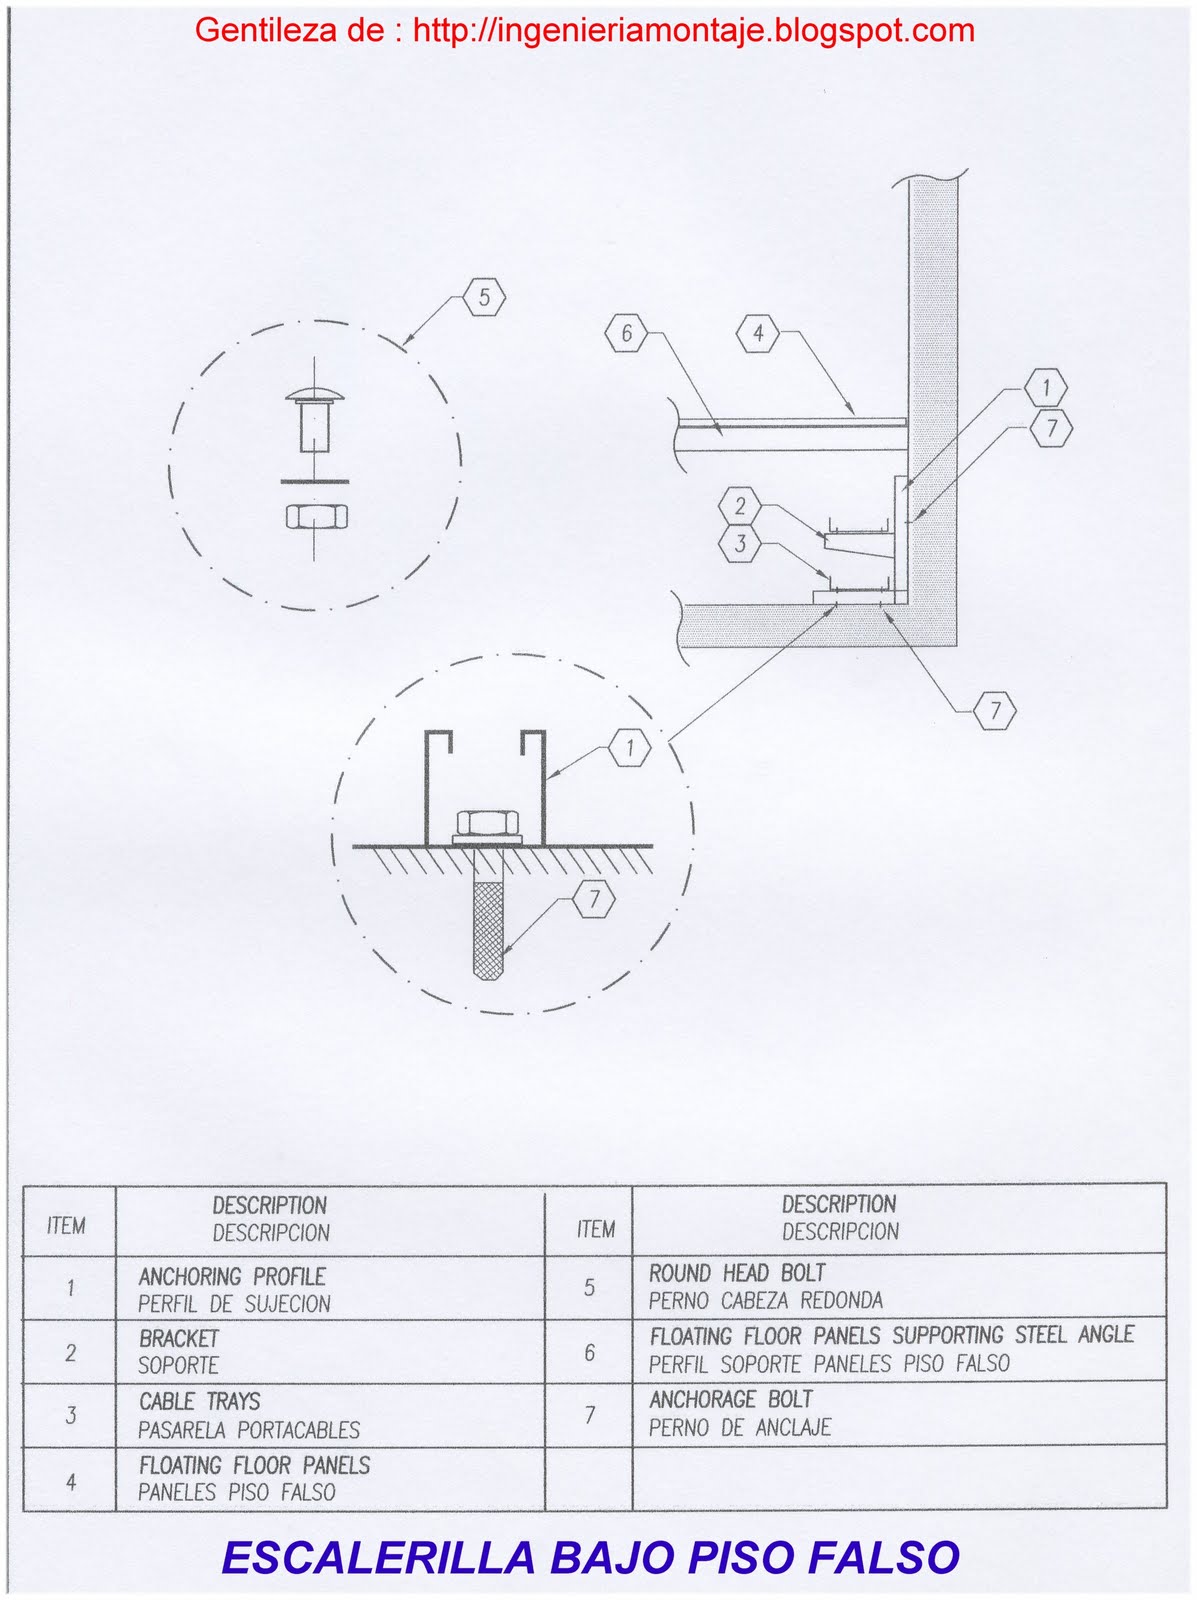 Gentileza de : http://ingenieriamontaje.blogspot.com
5
6
4
1
7
2
3
7
1
7
ITEM
DESCRIPTION
DESCRIPCION
ITEM
DESCRIPTION
DESCRIPCION
1
ANCHORING PROFILE
PERFIL DE SUJECION
5
ROUND HEAD BOLT
PERNO CABEZA REDONDA
2
BRACKET
SOPORTE
6
FLOATING FLOOR PANELS SUPPORTING STEEL ANGLE
PERFIL SOPORTE PANELES PISO FALSO
3
CABLE TRAYS
PASARELA PORTACABLES
7
ANCHORAGE BOLT
PERNO DE ANCLAJE
4
FLOATING FLOOR PANELS
PANELES PISO FALSO
ESCALERILLA BAJO PISO FALSO